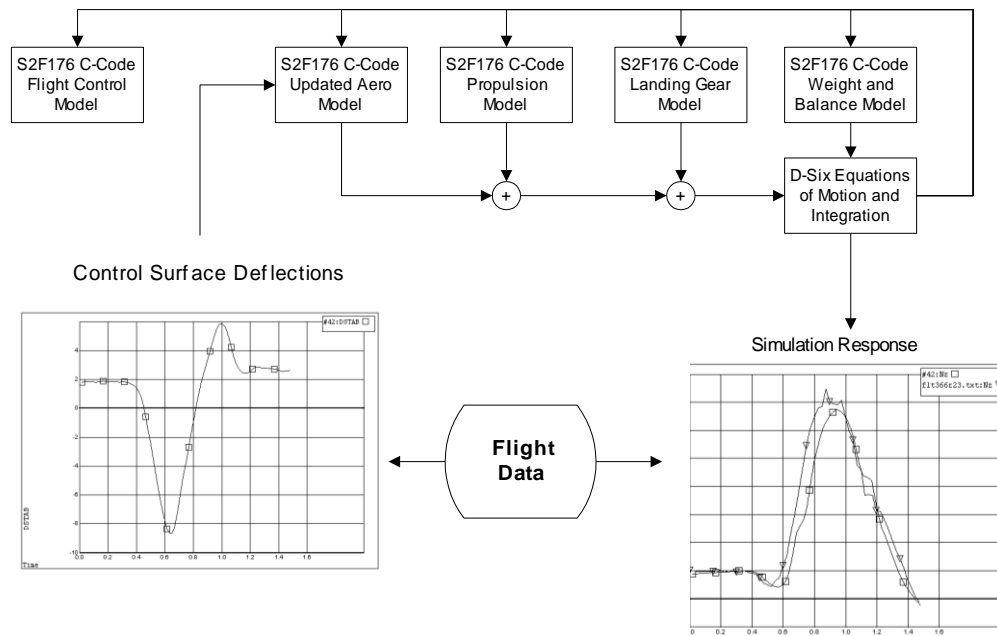 S2F176 C-Code
Flight Control
Model
S2F176 C-Code
Updated Aero
Model
S2F176 C-Code
Propulsion
Model
S2F176 C-Code
Landing Gear
Model
S2F176 C-Code
Weight and
Balance Model
+
+
D-Six Equations
of Motion and
Integration
Control Surface Deflections
#42:DSTAB
4
2
0
-2
-4
-6
-8
-10
DSTAB
0.0 0.2 0.4 0.6 0.8 1.0 1.2 1.4 1.6
Time
Flight
Data
Simulation Response
#42:Nz
flt366r23.txt:Nz
0.0 0.2 0.4 0.6 0.8 1.0 1.2 1.4 1.6